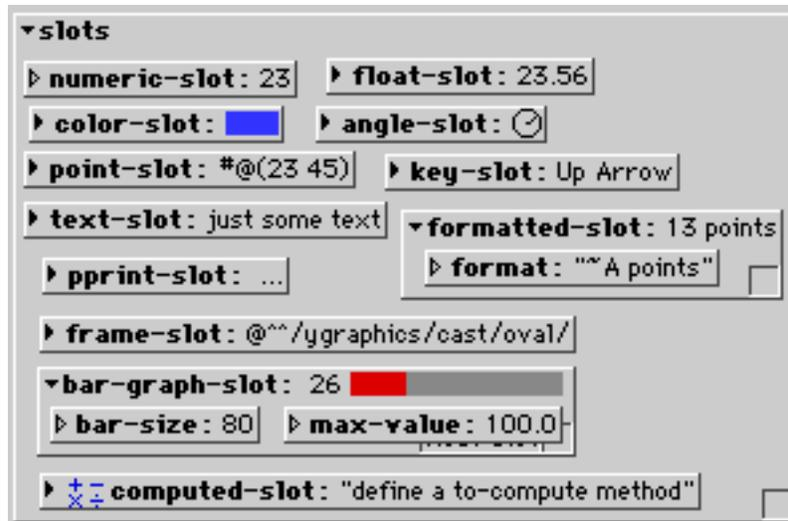 slots
numeric-slot: 23 float-slot: 23.56
color-slot: angle-slot:
point-slot: #@(23 45) key-slot: Up Arrow
text-slot: just some text
formatted-slot: 13 points
format: "~A points"
pprint-slot: ...
frame-slot: @^^/ygraphics/cast/oval/
bar-graph-slot: 26
bar-size: 80 max-value: 100.0
computed-slot: "define a to-compute method"